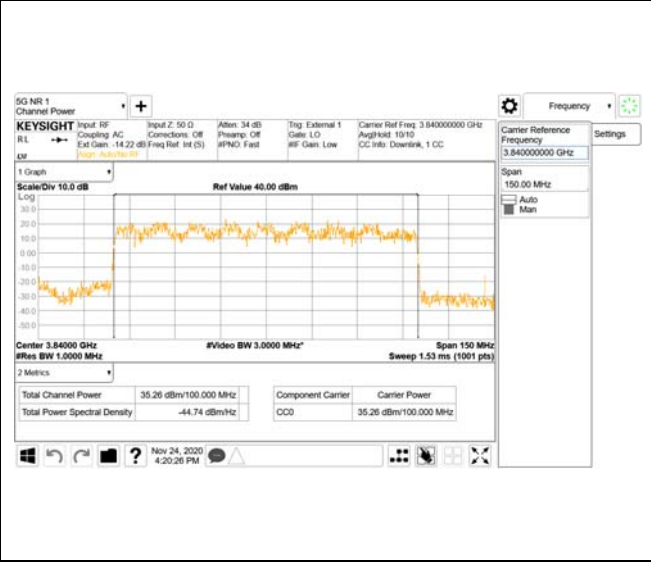 5G NR 1
Channel Power
+
Frequency
KEYSIGHT Input: RF Input Z: 50 Ω Atten: 34 dB Trig: External 1 Carrier Ref Freq: 3.840000000 GHz
RL Coupling: AC Corrections: Off Preamp: Off Gate: LO Avg|Hold: 10/10
Ext Gain: -14.22 dB Freq Ref: Int (S) #PNO: Fast #IF Gain: Low CC Info: Downlink, 1 CC
Align: Auto/No RF
Carrier Reference
Frequency
3.840000000 GHz
Settings
Span
150.00 MHz
Auto
Man
1 Graph
Scale/Div 10.0 dB Ref Value 40.00 dBm
Log
30.0
20.0
10.0
0.00
-10.0
-20.0
-30.0
-40.0
-50.0
Center 3.84000 GHz #Video BW 3.0000 MHz* Span 150 MHz
#Res BW 1.0000 MHz Sweep 1.53 ms (1001 pts)
2 Metrics
Total Channel Power 35.26 dBm/100.000 MHz Component Carrier Carrier Power
Total Power Spectral Density -44.74 dBm/Hz CC0 35.26 dBm/100.000 MHz
? Nov 24, 2020
4:20:26 PM